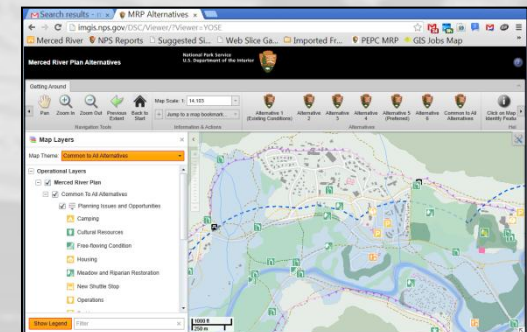 Search results -
MRP Alternatives
imgis.nps.gov/DSC/Viewer/?Viewer=YOSE
Merced River
NPS Reports
Suggested Si...
Web Slice Ga...
Imported Fr...
PEPC MRP
GIS Jobs Map
Merced River Plan Alternatives
National Park Service
U.S. Department of the Interior
Getting Around
Pan
Zoom In
Zoom Out
Previous Extent
Back to Start
Navigation Tools
Map Scale: 1: 14,103
Jump to a map bookmark...
Information & Actions
Alternative 1 (Existing Conditions)
Alternative 2
Alternative 3
Alternative 4
Alternative 5 (Preferred)
Alternative 6
Common to All Alternatives
Alternatives
Click on Map
Map Layers
Map Theme: Common to All Alternatives
Operational Layers
Merced River Plan
Common To All Alternatives
Planning Issues and Opportunities
Camping
Cultural Resources
Free-flowing Condition
Housing
Meadow and Riparian Restoration
New Shuttle Stop
Operations
Show Legend
Filter
1000 ft
250 m